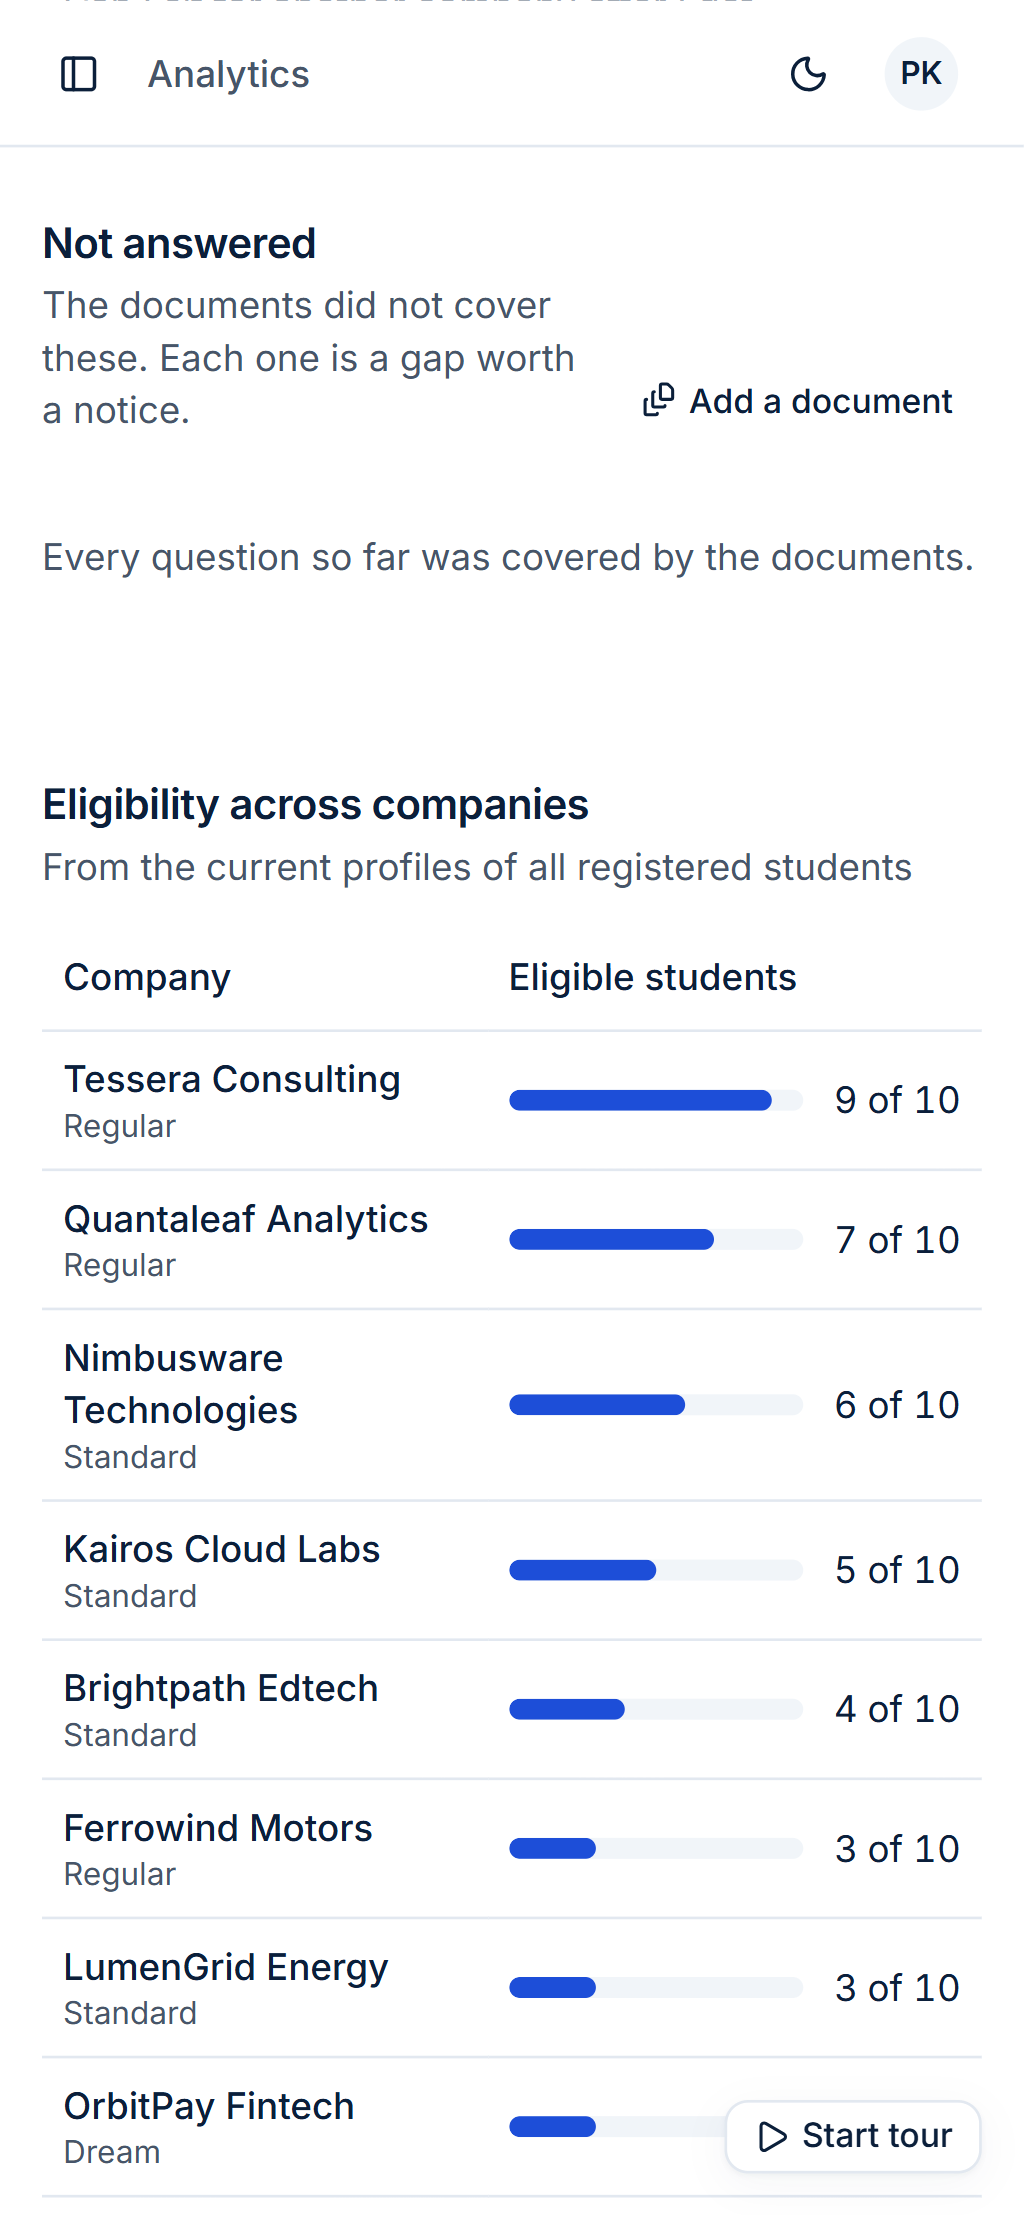 Analytics
PK
Not answered
The documents did not cover
these. Each one is a gap worth
a notice.
Add a document
Every question so far was covered by the documents.
Eligibility across companies
From the current profiles of all registered students
Company Eligible students
Tessera Consulting
Regular
9 of 10
Quantaleaf Analytics
Regular
7 of 10
Nimbusware
Technologies
Standard
6 of 10
Kairos Cloud Labs
Standard
5 of 10
Brightpath Edtech
Standard
4 of 10
Ferrowind Motors
Regular
3 of 10
LumenGrid Energy
Standard
3 of 10
OrbitPay Fintech
Dream
Start tour